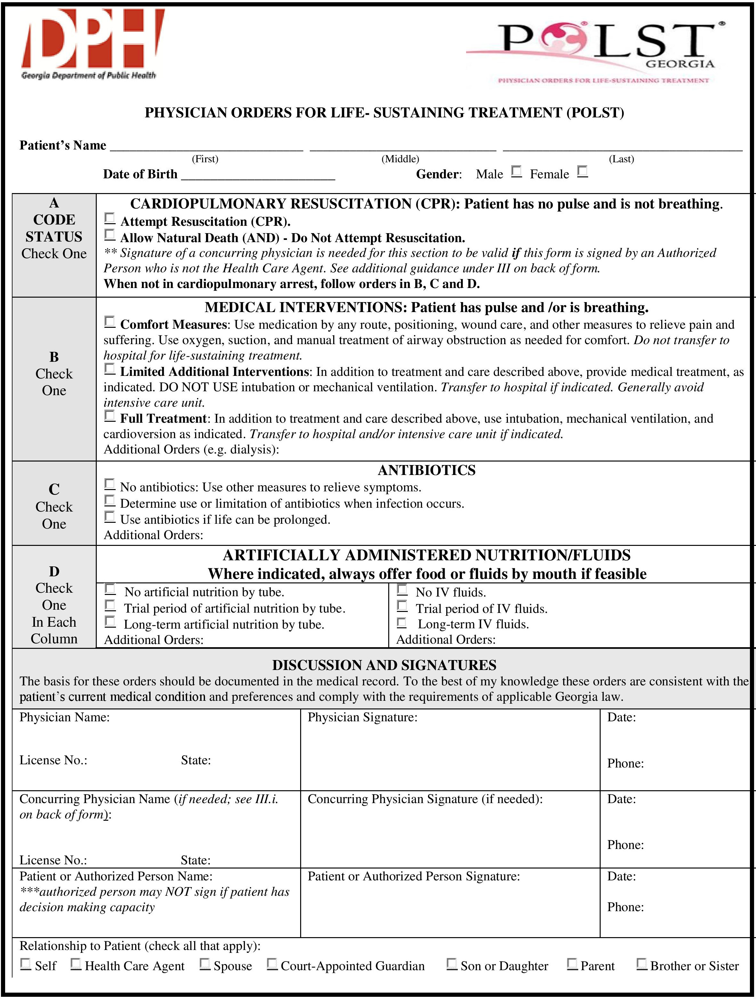 DPH
Georgia Department of Public Health
POLST®
GEORGIA
PHYSICIAN ORDERS FOR LIFE-SUSTAINING TREATMENT
PHYSICIAN ORDERS FOR LIFE- SUSTAINING TREATMENT (POLST)
Patient’s Name
(First) (Middle) (Last)
Date of Birth Gender: Male Female
A
CODE
STATUS
Check One
CARDIOPULMONARY RESUSCITATION (CPR): Patient has no pulse and is not breathing.
Attempt Resuscitation (CPR).
Allow Natural Death (AND) - Do Not Attempt Resuscitation.
** Signature of a concurring physician is needed for this section to be valid if this form is signed by an Authorized
Person who is not the Health Care Agent. See additional guidance under III on back of form.
When not in cardiopulmonary arrest, follow orders in B, C and D.
B
Check
One
MEDICAL INTERVENTIONS: Patient has pulse and /or is breathing.
Comfort Measures: Use medication by any route, positioning, wound care, and other measures to relieve pain and
suffering. Use oxygen, suction, and manual treatment of airway obstruction as needed for comfort. Do not transfer to
hospital for life-sustaining treatment.
Limited Additional Interventions: In addition to treatment and care described above, provide medical treatment, as
indicated. DO NOT USE intubation or mechanical ventilation. Transfer to hospital if indicated. Generally avoid
intensive care unit.
Full Treatment: In addition to treatment and care described above, use intubation, mechanical ventilation, and
cardioversion as indicated. Transfer to hospital and/or intensive care unit if indicated.
Additional Orders (e.g. dialysis):
C
Check
One
ANTIBIOTICS
No antibiotics: Use other measures to relieve symptoms.
Determine use or limitation of antibiotics when infection occurs.
Use antibiotics if life can be prolonged.
Additional Orders:
D
Check
One
In Each
Column
ARTIFICIALLY ADMINISTERED NUTRITION/FLUIDS
Where indicated, always offer food or fluids by mouth if feasible
No artificial nutrition by tube.
Trial period of artificial nutrition by tube.
Long-term artificial nutrition by tube.
Additional Orders:
No IV fluids.
Trial period of IV fluids.
Long-term IV fluids.
Additional Orders:
DISCUSSION AND SIGNATURES
The basis for these orders should be documented in the medical record. To the best of my knowledge these orders are consistent with the
patient’s current medical condition and preferences and comply with the requirements of applicable Georgia law.
Physician Name:
License No.: State:
Physician Signature:
Date:
Phone:
Concurring Physician Name (if needed; see III.i.
on back of form):
License No.: State:
Concurring Physician Signature (if needed):
Date:
Phone:
Patient or Authorized Person Name:
***authorized person may NOT sign if patient has
decision making capacity
Patient or Authorized Person Signature:
Date:
Phone:
Relationship to Patient (check all that apply):
Self Health Care Agent Spouse Court-Appointed Guardian Son or Daughter Parent Brother or Sister